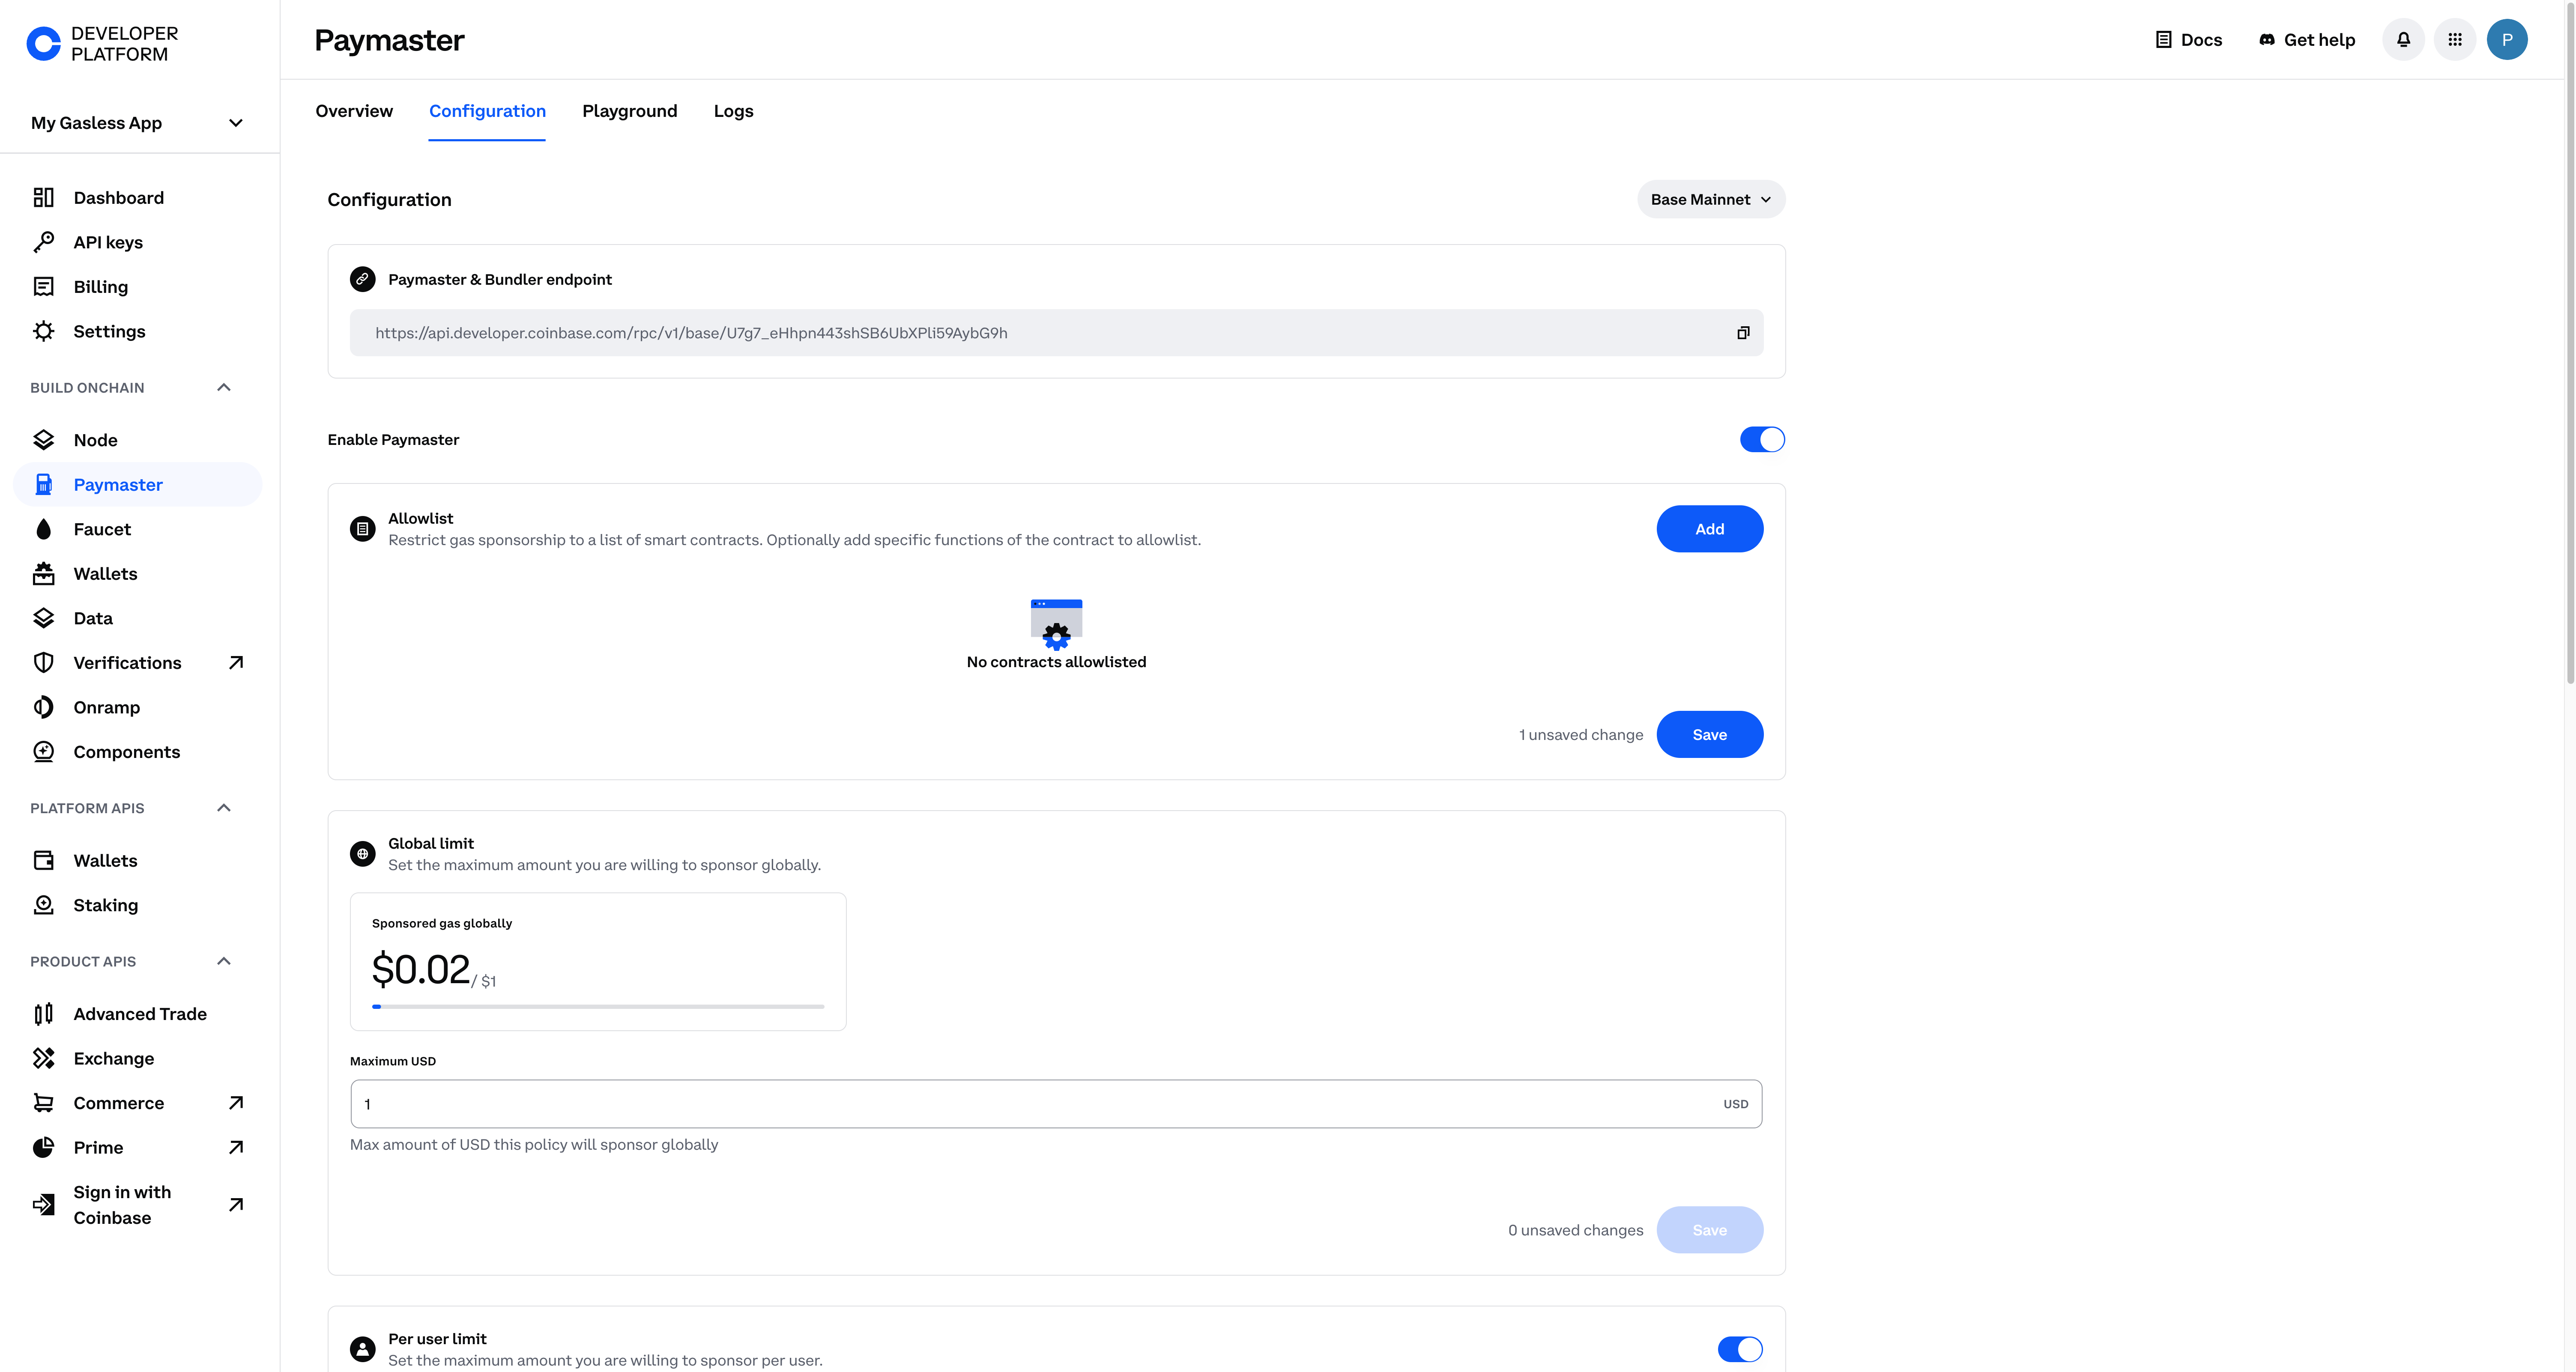 DEVELOPER
PLATFORM
My Gasless App
Dashboard
API keys
Billing
Settings
BUILD ONCHAIN
Node
Paymaster
Faucet
Wallets
Data
Verifications
Onramp
Components
PLATFORM APIS
Wallets
Staking
PRODUCT APIS
Advanced Trade
Exchange
Commerce
Prime
Sign in with
Coinbase
Paymaster
Docs
Get help
P
Overview
Configuration
Playground
Logs
Configuration
Base Mainnet
Paymaster & Bundler endpoint
https://api.developer.coinbase.com/rpc/v1/base/U7g7_eHhpn443shSB6UbXPli59AybG9h
Enable Paymaster
Allowlist
Restrict gas sponsorship to a list of smart contracts. Optionally add specific functions of the contract to allowlist.
Add
No contracts allowlisted
1 unsaved change
Save
Global limit
Set the maximum amount you are willing to sponsor globally.
Sponsored gas globally
$0.02 / $1
Maximum USD
1
USD
Max amount of USD this policy will sponsor globally
0 unsaved changes
Save
Per user limit
Set the maximum amount you are willing to sponsor per user.